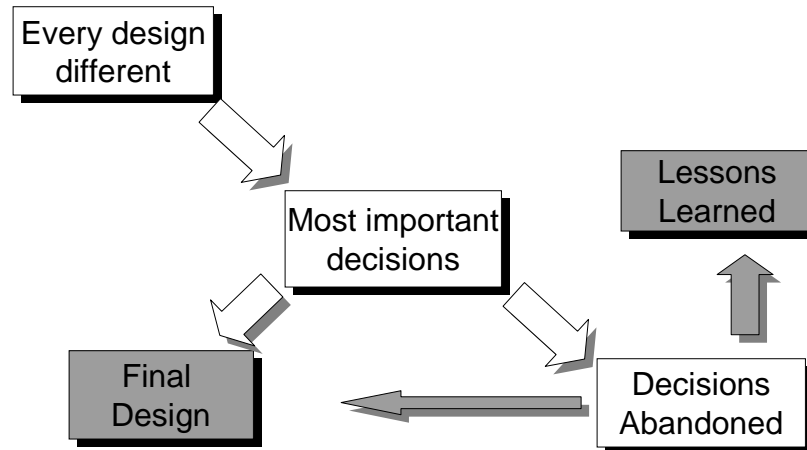 Every design
different
Most important
decisions
Lessons
Learned
Final
Design
Decisions
Abandoned